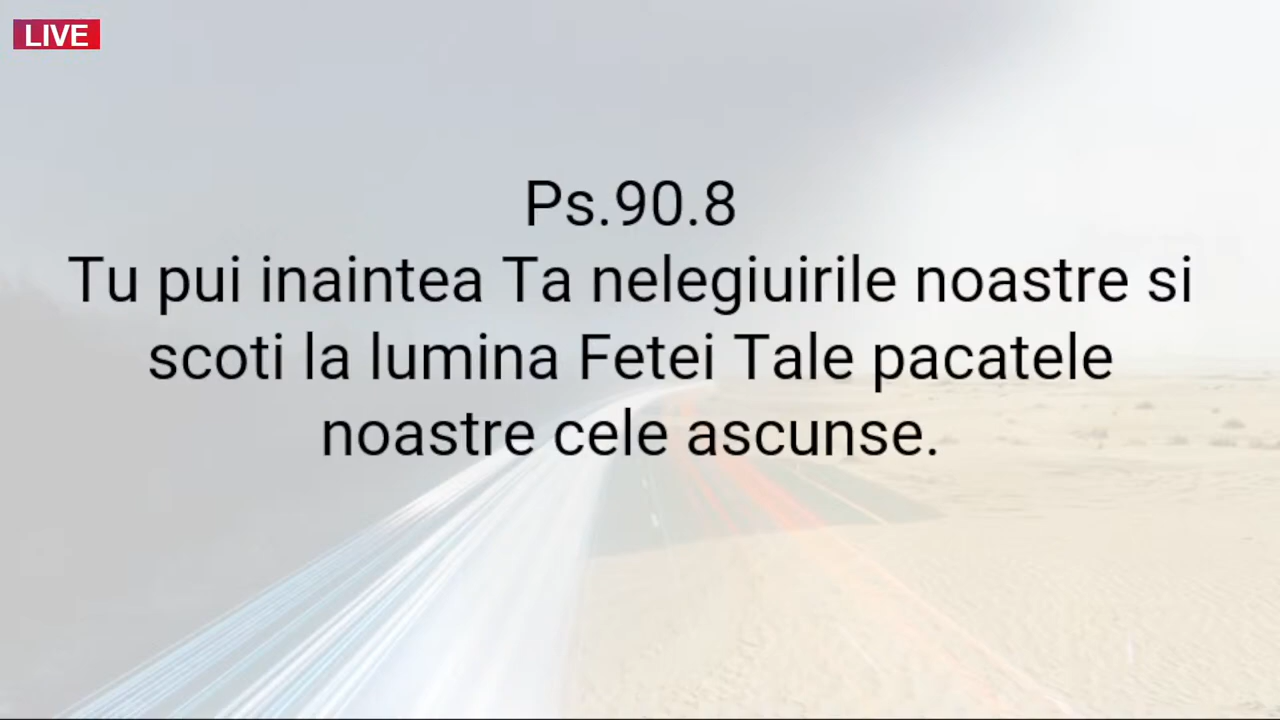 LIVE
Ps.90.8
Tu pui inaintea Ta nelegiuirile noastre si
scoti la lumina Fetei Tale pacatele
noastre cele ascunse.